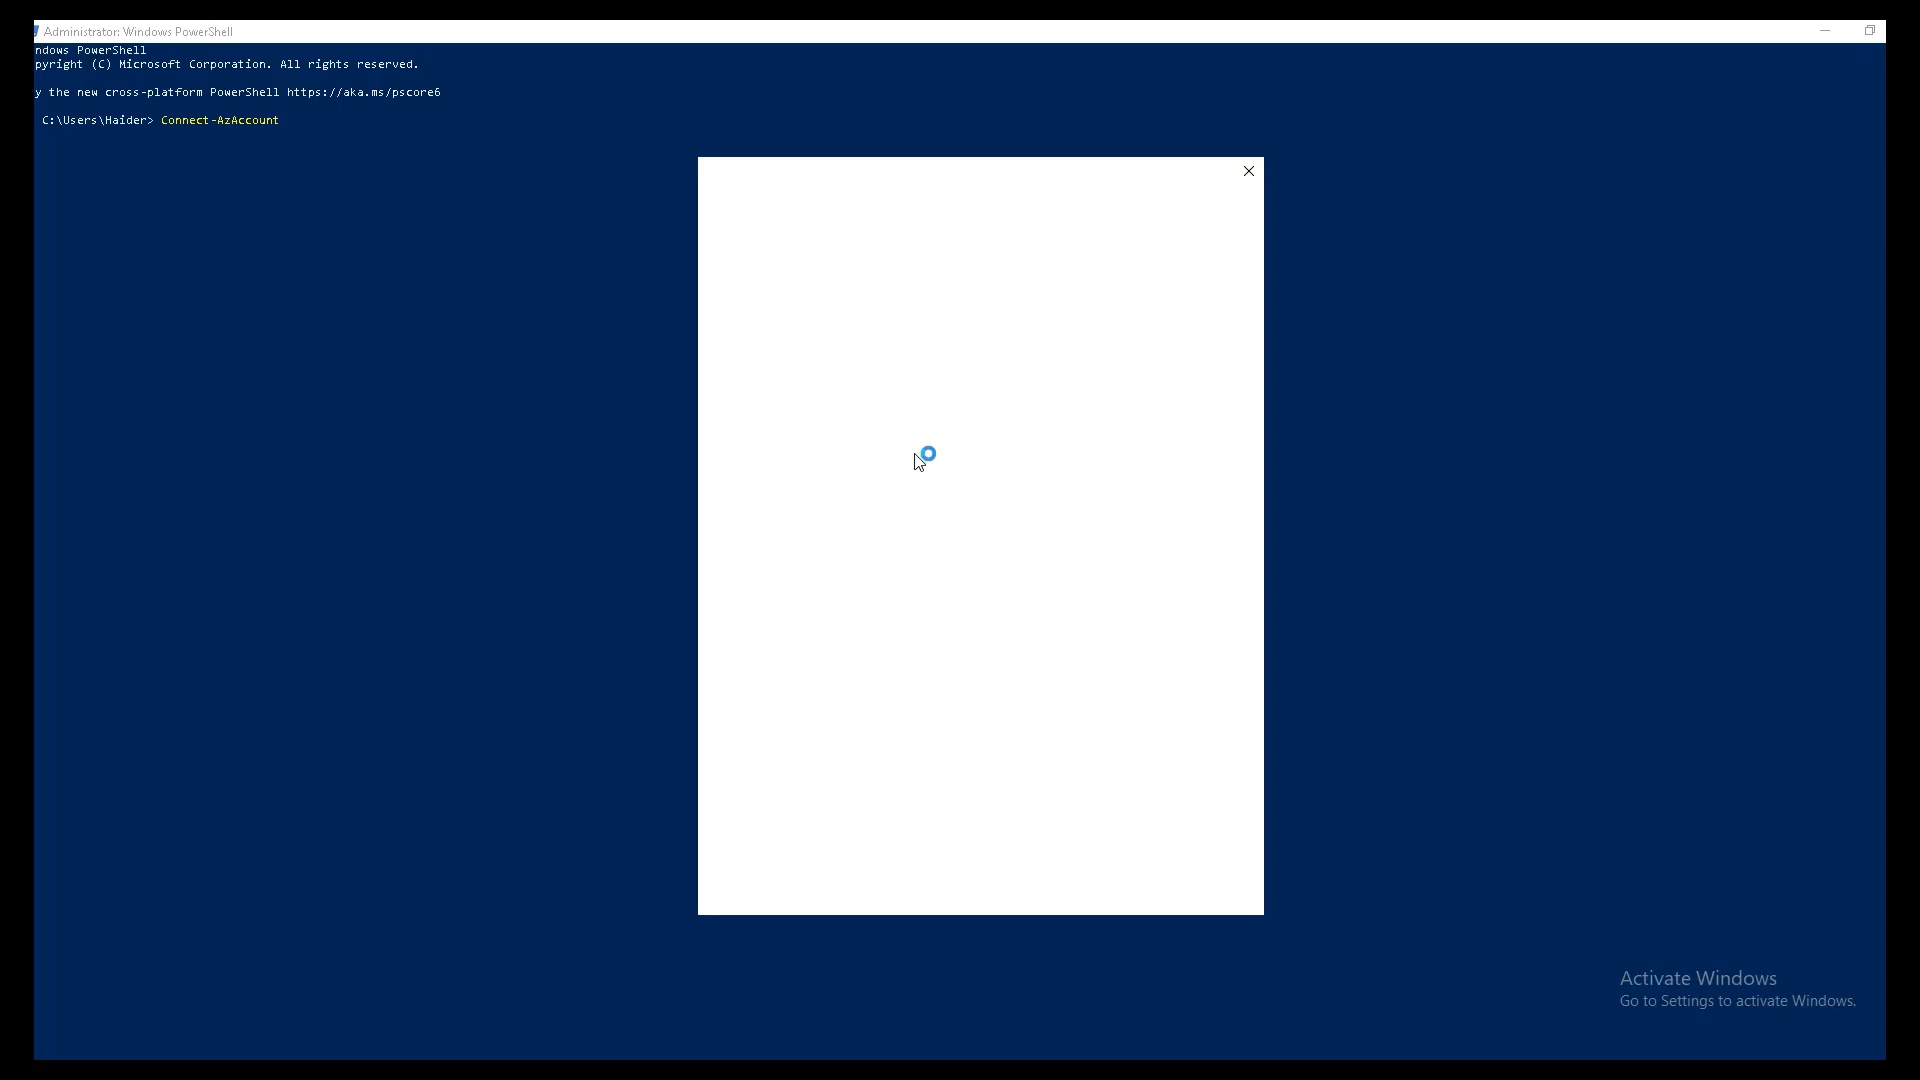 Administrator: Windows PowerShell
ndows PowerShell
pyright (C) Microsoft Corporation. All rights reserved.
y the new cross-platform PowerShell https://aka.ms/pscore6
C:\Users\Haider> Connect-AzAccount
Activate Windows
Go to Settings to activate Windows.